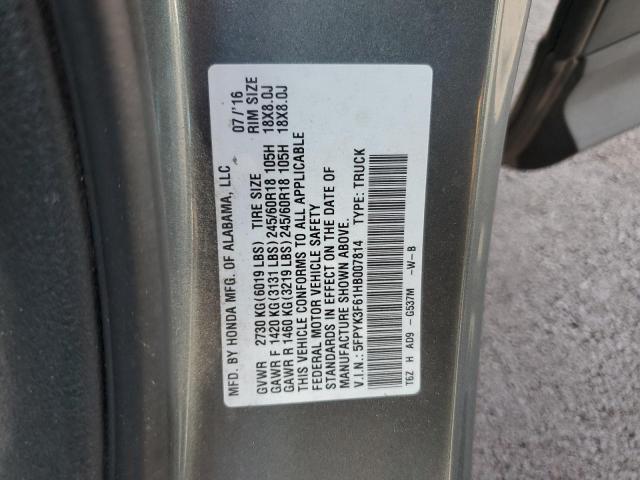 MFD. BY HONDA MFG. OF ALABAMA, LLC 07/'16
GVWR 2730 KG(6019 LBS) TIRE SIZE RIM SIZE
GAWR F 1420 KG(3131 LBS) 245/60R18 105H 18X8.0J
GAWR R 1460 KG(3219 LBS) 245/60R18 105H 18X8.0J
THIS VEHICLE CONFORMS TO ALL APPLICABLE
FEDERAL MOTOR VEHICLE SAFETY
STANDARDS IN EFFECT ON THE DATE OF
MANUFACTURE SHOWN ABOVE.
V.I.N.: 5FPYK3F61HB007814 TYPE: TRUCK
T6Z H AD9 - G537M -W-B